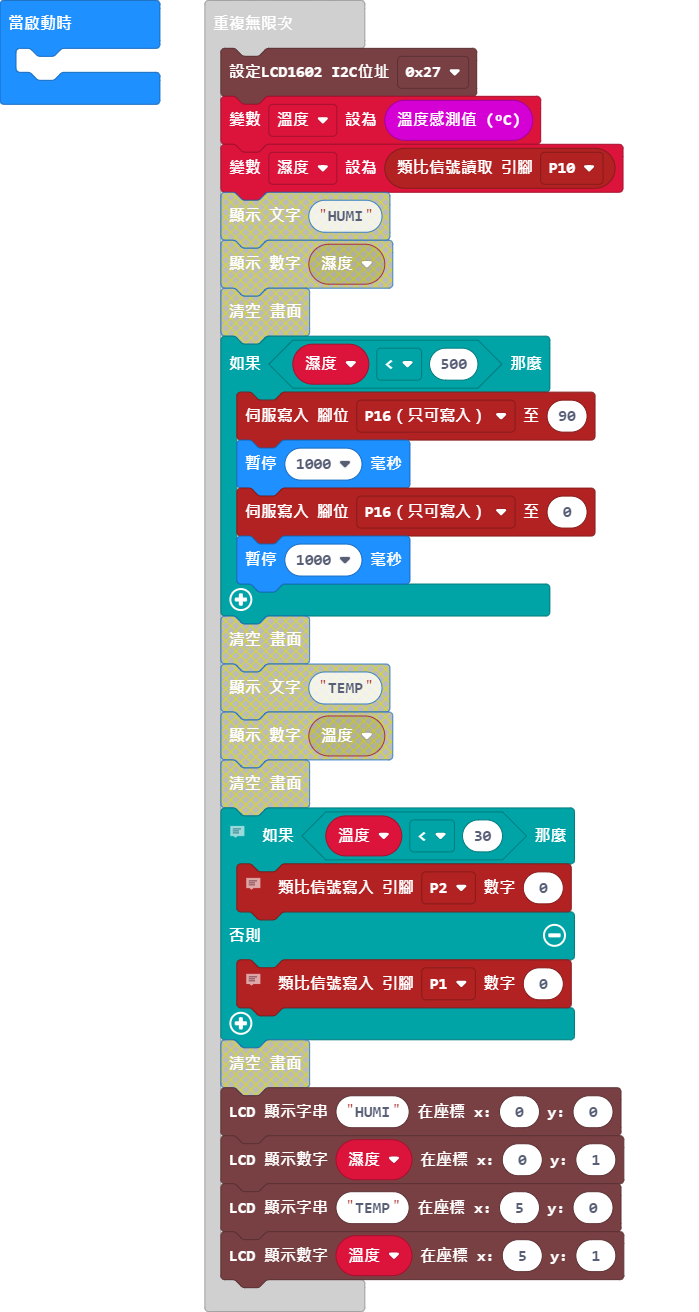 當啟動時
重複無限次
設定LCD1602 I2C位址 0x27
變數 溫度 設為 溫度感測值 (ºC)
變數 濕度 設為 類比信號讀取 引腳 P10
顯示 文字 "HUMI"
顯示 數字 濕度
清空 畫面
如果 濕度 < 500 那麼
伺服寫入 腳位 P16 (只可寫入) 至 90
暫停 1000 毫秒
伺服寫入 腳位 P16 (只可寫入) 至 0
暫停 1000 毫秒
清空 畫面
顯示 文字 "TEMP"
顯示 數字 溫度
清空 畫面
如果 溫度 < 30 那麼
類比信號寫入 引腳 P2 數字 0
否則
類比信號寫入 引腳 P1 數字 0
清空 畫面
LCD 顯示字串 "HUMI" 在座標 x: 0 y: 0
LCD 顯示數字 濕度 在座標 x: 0 y: 1
LCD 顯示字串 "TEMP" 在座標 x: 5 y: 0
LCD 顯示數字 溫度 在座標 x: 5 y: 1